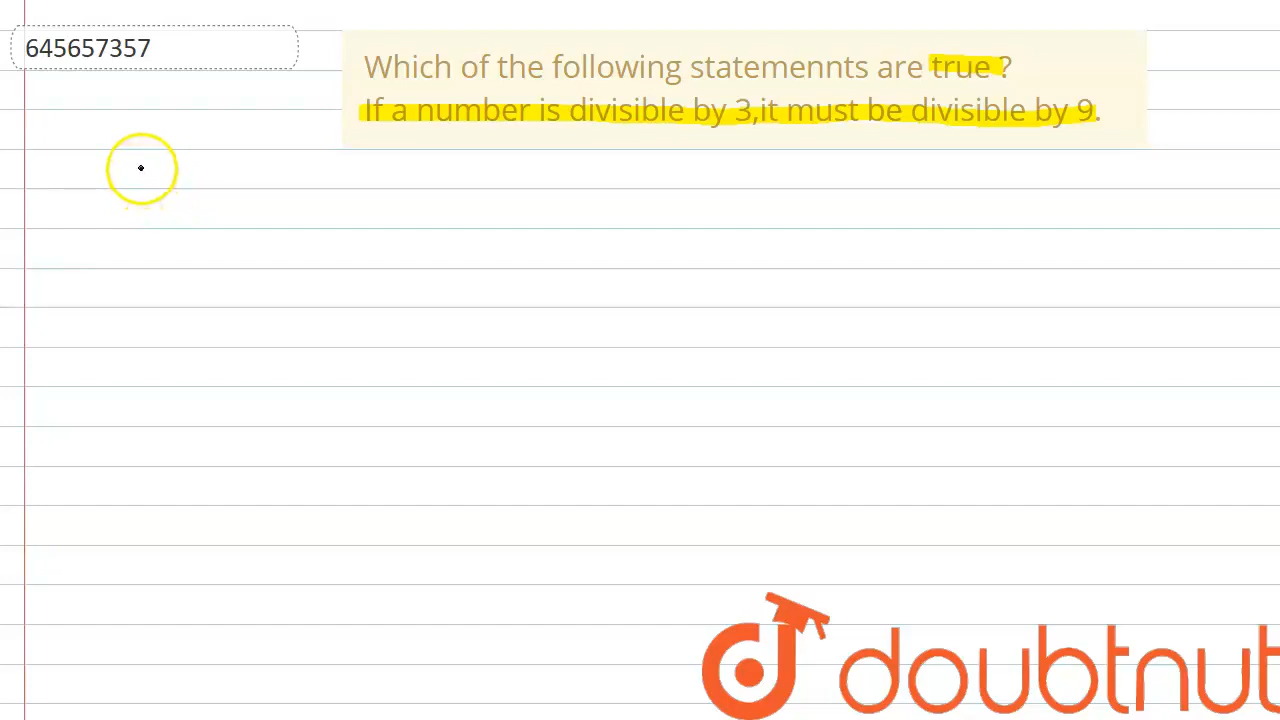 645657357
Which of the following statemennts are true ?
If a number is divisible by 3,it must be divisible by 9.
doubtnut